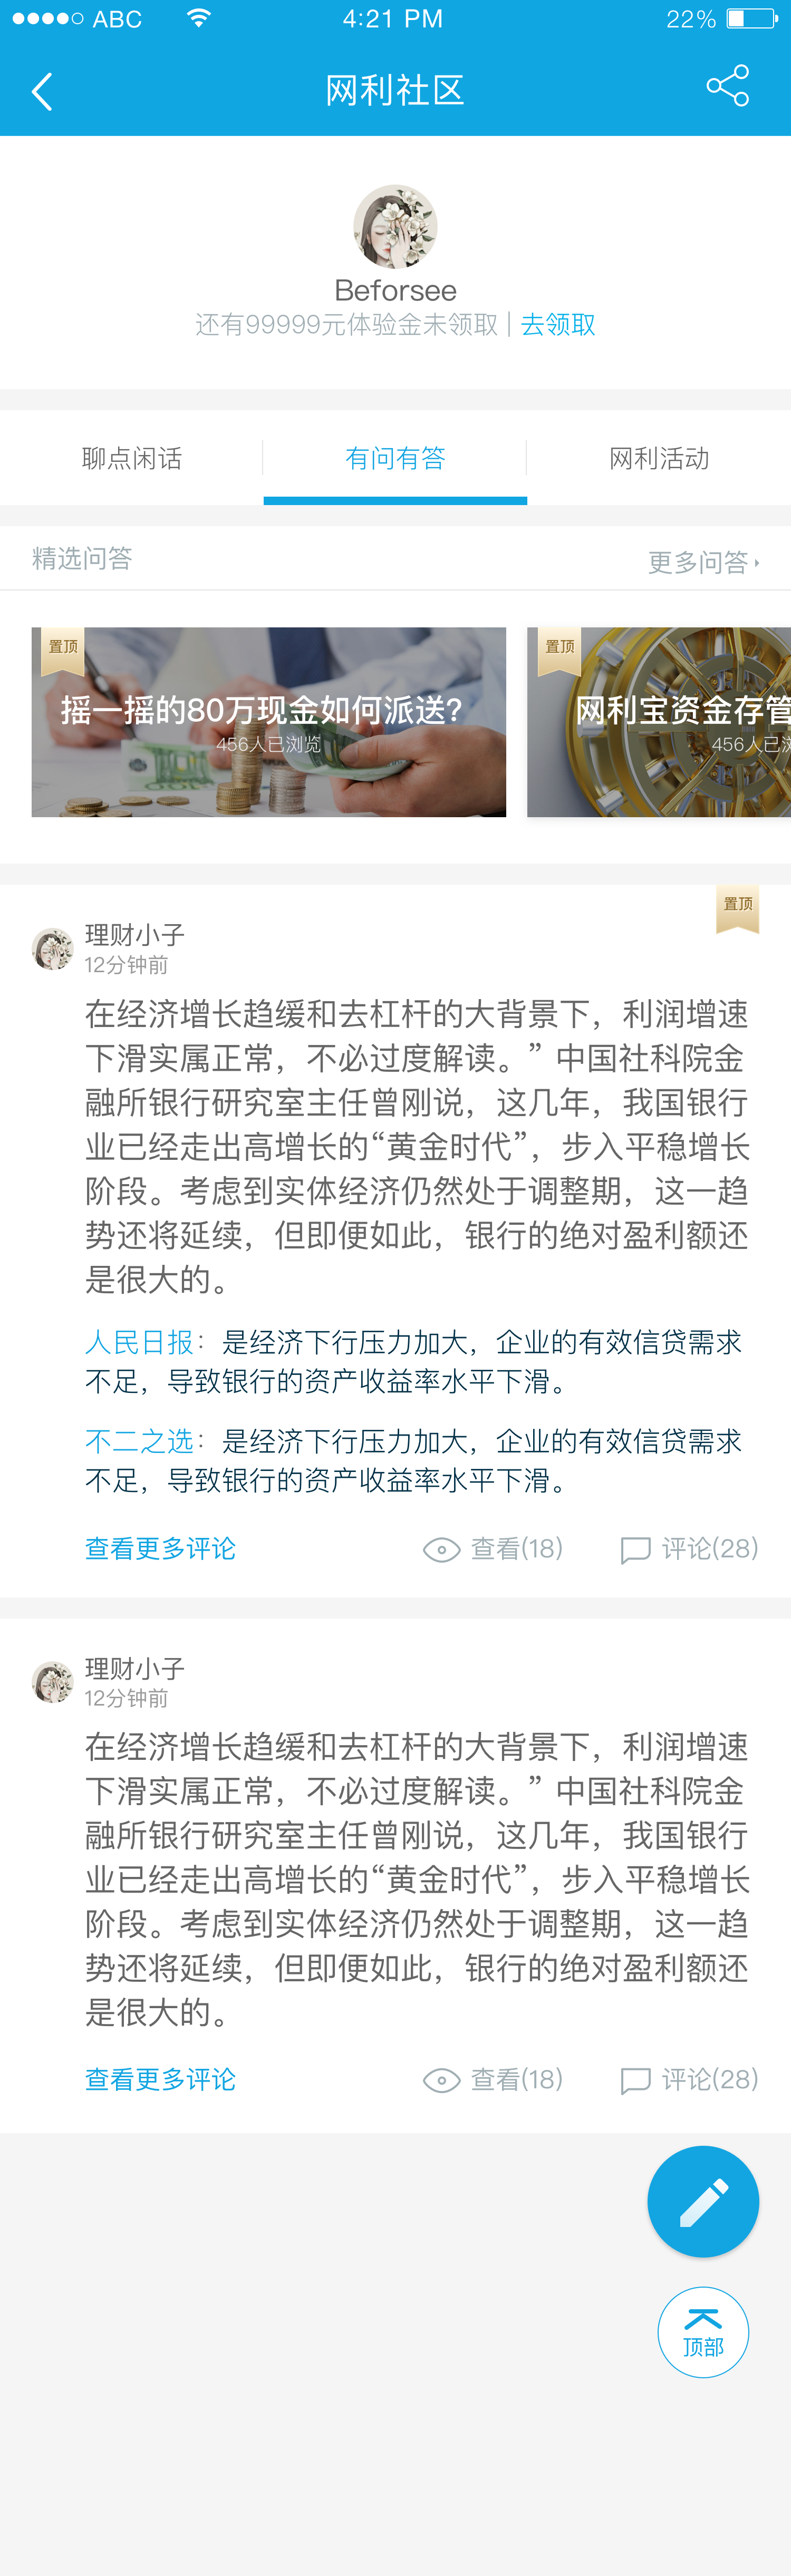 ABC 4:21 PM 22%
网利社区
Beforsee
还有99999元体验金未领取 | 去领取
聊点闲话 有问有答 网利活动
精选问答 更多问答
置顶
摇一摇的80万现金如何派送?
456人已浏览
置顶
网利宝资金存管
456人已浏
置顶
理财小子
12分钟前
在经济增长趋缓和去杠杆的大背景下，利润增速
下滑实属正常，不必过度解读。” 中国社科院金
融所银行研究室主任曾刚说，这几年，我国银行
业已经走出高增长的“黄金时代”，步入平稳增长
阶段。考虑到实体经济仍然处于调整期，这一趋
势还将延续，但即便如此，银行的绝对盈利额还
是很大的。
人民日报：是经济下行压力加大，企业的有效信贷需求
不足，导致银行的资产收益率水平下滑。
不二之选：是经济下行压力加大，企业的有效信贷需求
不足，导致银行的资产收益率水平下滑。
查看更多评论 查看(18) 评论(28)
理财小子
12分钟前
在经济增长趋缓和去杠杆的大背景下，利润增速
下滑实属正常，不必过度解读。” 中国社科院金
融所银行研究室主任曾刚说，这几年，我国银行
业已经走出高增长的“黄金时代”，步入平稳增长
阶段。考虑到实体经济仍然处于调整期，这一趋
势还将延续，但即便如此，银行的绝对盈利额还
是很大的。
查看更多评论 查看(18) 评论(28)
顶部